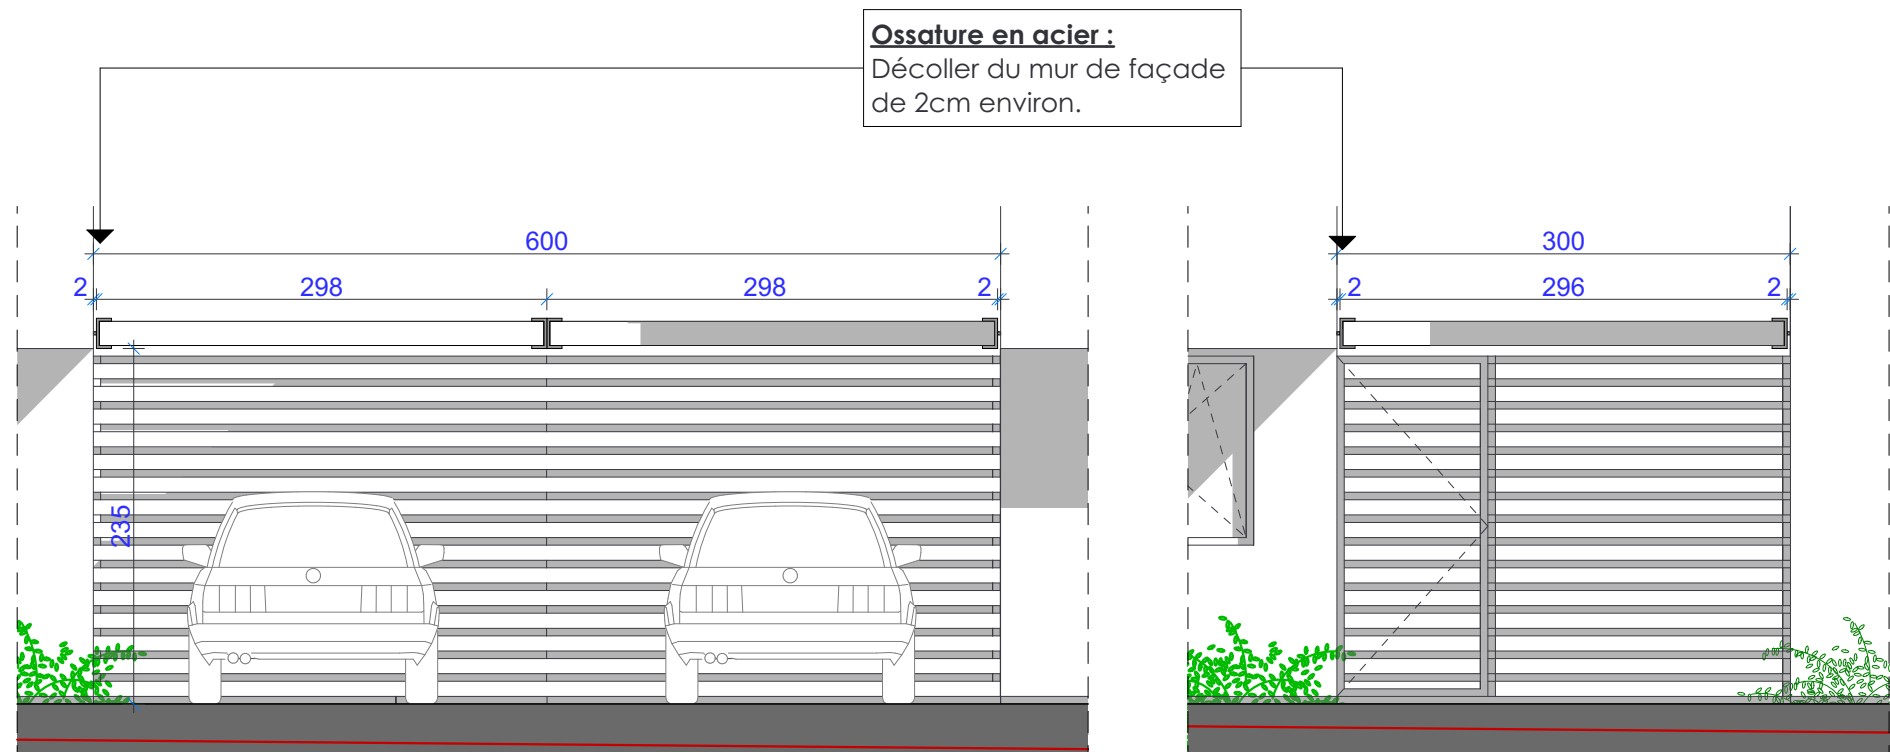 Ossature en acier :
Décoller du mur de façade
de 2cm environ.
600
300
2 298 298 2
2 296 2
235